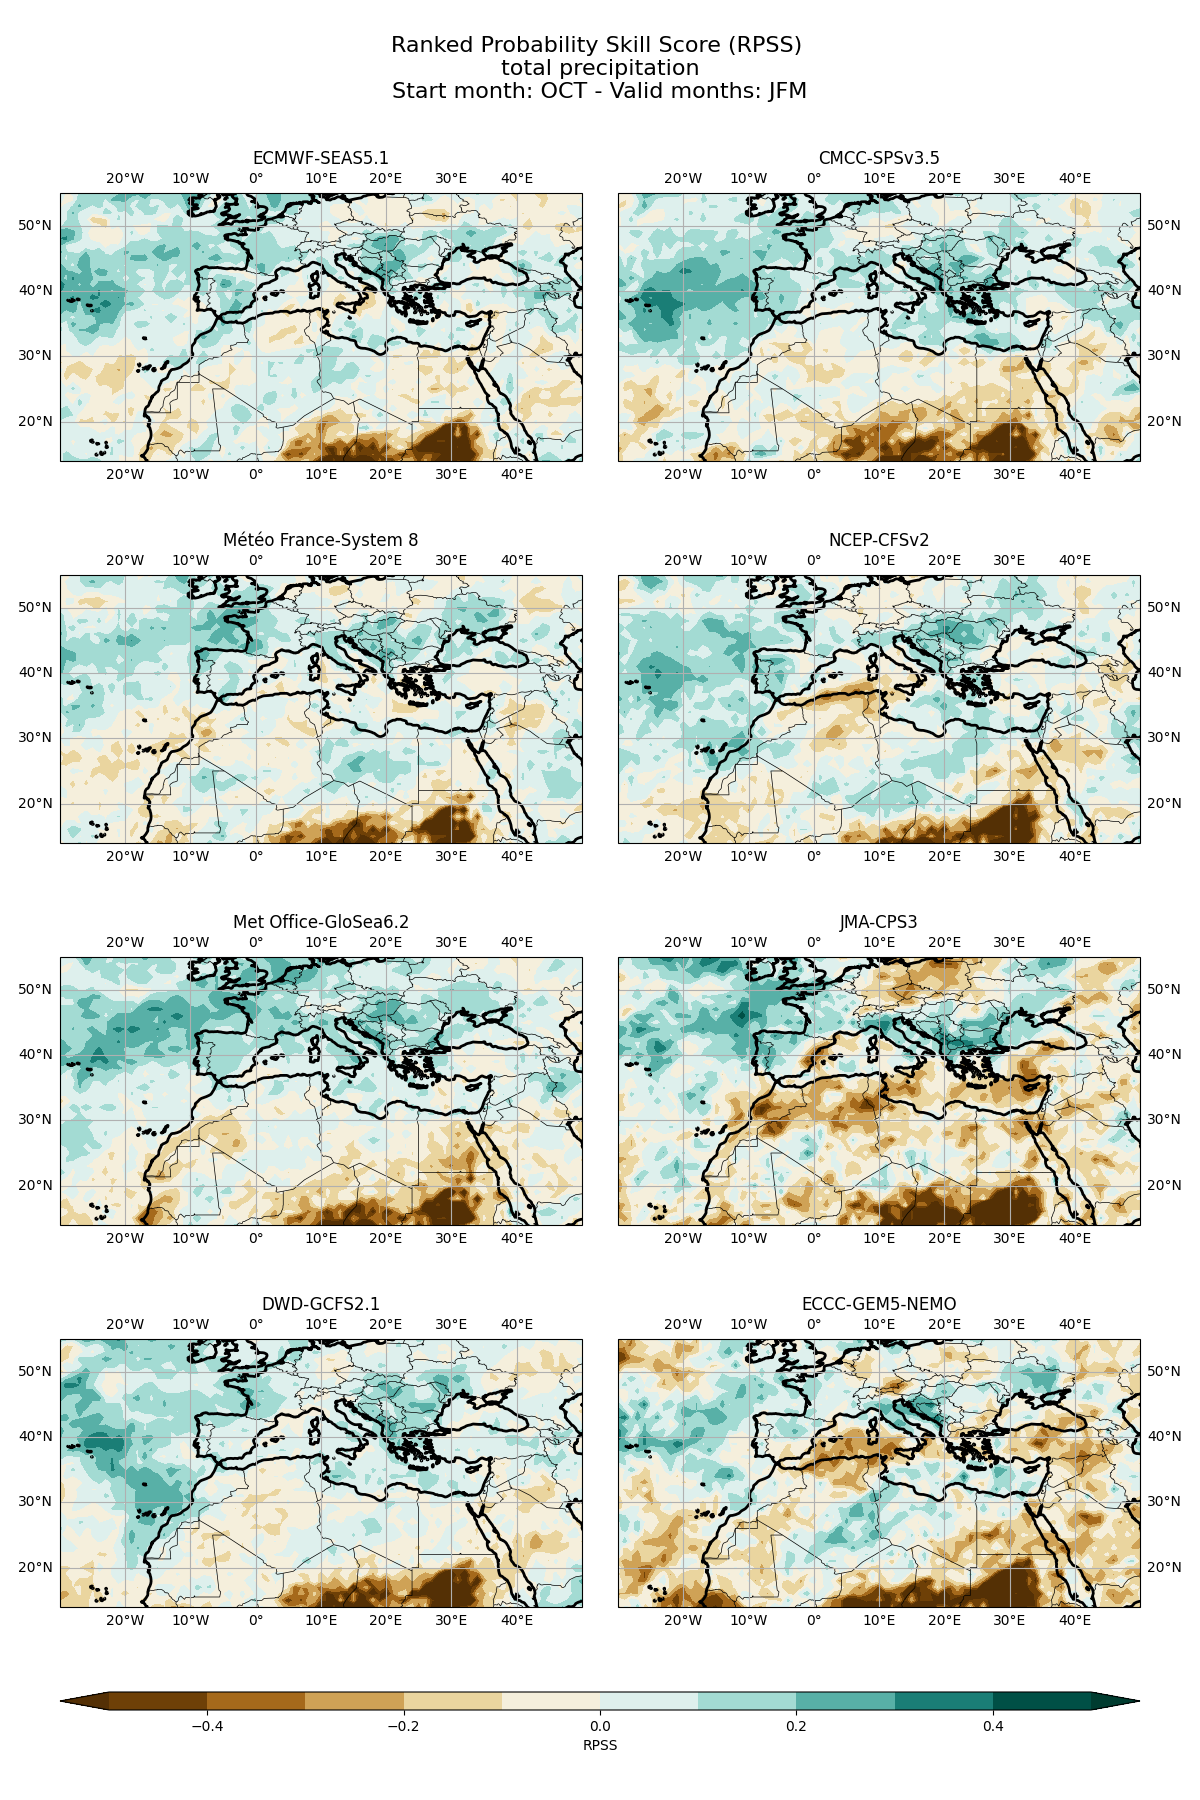 Ranked Probability Skill Score (RPSS)
total precipitation
Start month: OCT - Valid months: JFM
ECMWF-SEAS5.1
CMCC-SPSv3.5
20°W 10°W 0° 10°E 20°E 30°E 40°E
20°W 10°W 0° 10°E 20°E 30°E 40°E
50°N
50°N
40°N
40°N
30°N
30°N
20°N
20°N
20°W 10°W 0° 10°E 20°E 30°E 40°E
20°W 10°W 0° 10°E 20°E 30°E 40°E
Météo France-System 8
NCEP-CFSv2
20°W 10°W 0° 10°E 20°E 30°E 40°E
20°W 10°W 0° 10°E 20°E 30°E 40°E
50°N
50°N
40°N
40°N
30°N
30°N
20°N
20°N
20°W 10°W 0° 10°E 20°E 30°E 40°E
20°W 10°W 0° 10°E 20°E 30°E 40°E
Met Office-GloSea6.2
JMA-CPS3
20°W 10°W 0° 10°E 20°E 30°E 40°E
20°W 10°W 0° 10°E 20°E 30°E 40°E
50°N
50°N
40°N
40°N
30°N
30°N
20°N
20°N
20°W 10°W 0° 10°E 20°E 30°E 40°E
20°W 10°W 0° 10°E 20°E 30°E 40°E
DWD-GCFS2.1
ECCC-GEM5-NEMO
20°W 10°W 0° 10°E 20°E 30°E 40°E
20°W 10°W 0° 10°E 20°E 30°E 40°E
50°N
50°N
40°N
40°N
30°N
30°N
20°N
20°N
20°W 10°W 0° 10°E 20°E 30°E 40°E
20°W 10°W 0° 10°E 20°E 30°E 40°E
−0.4 −0.2 0.0 0.2 0.4
RPSS